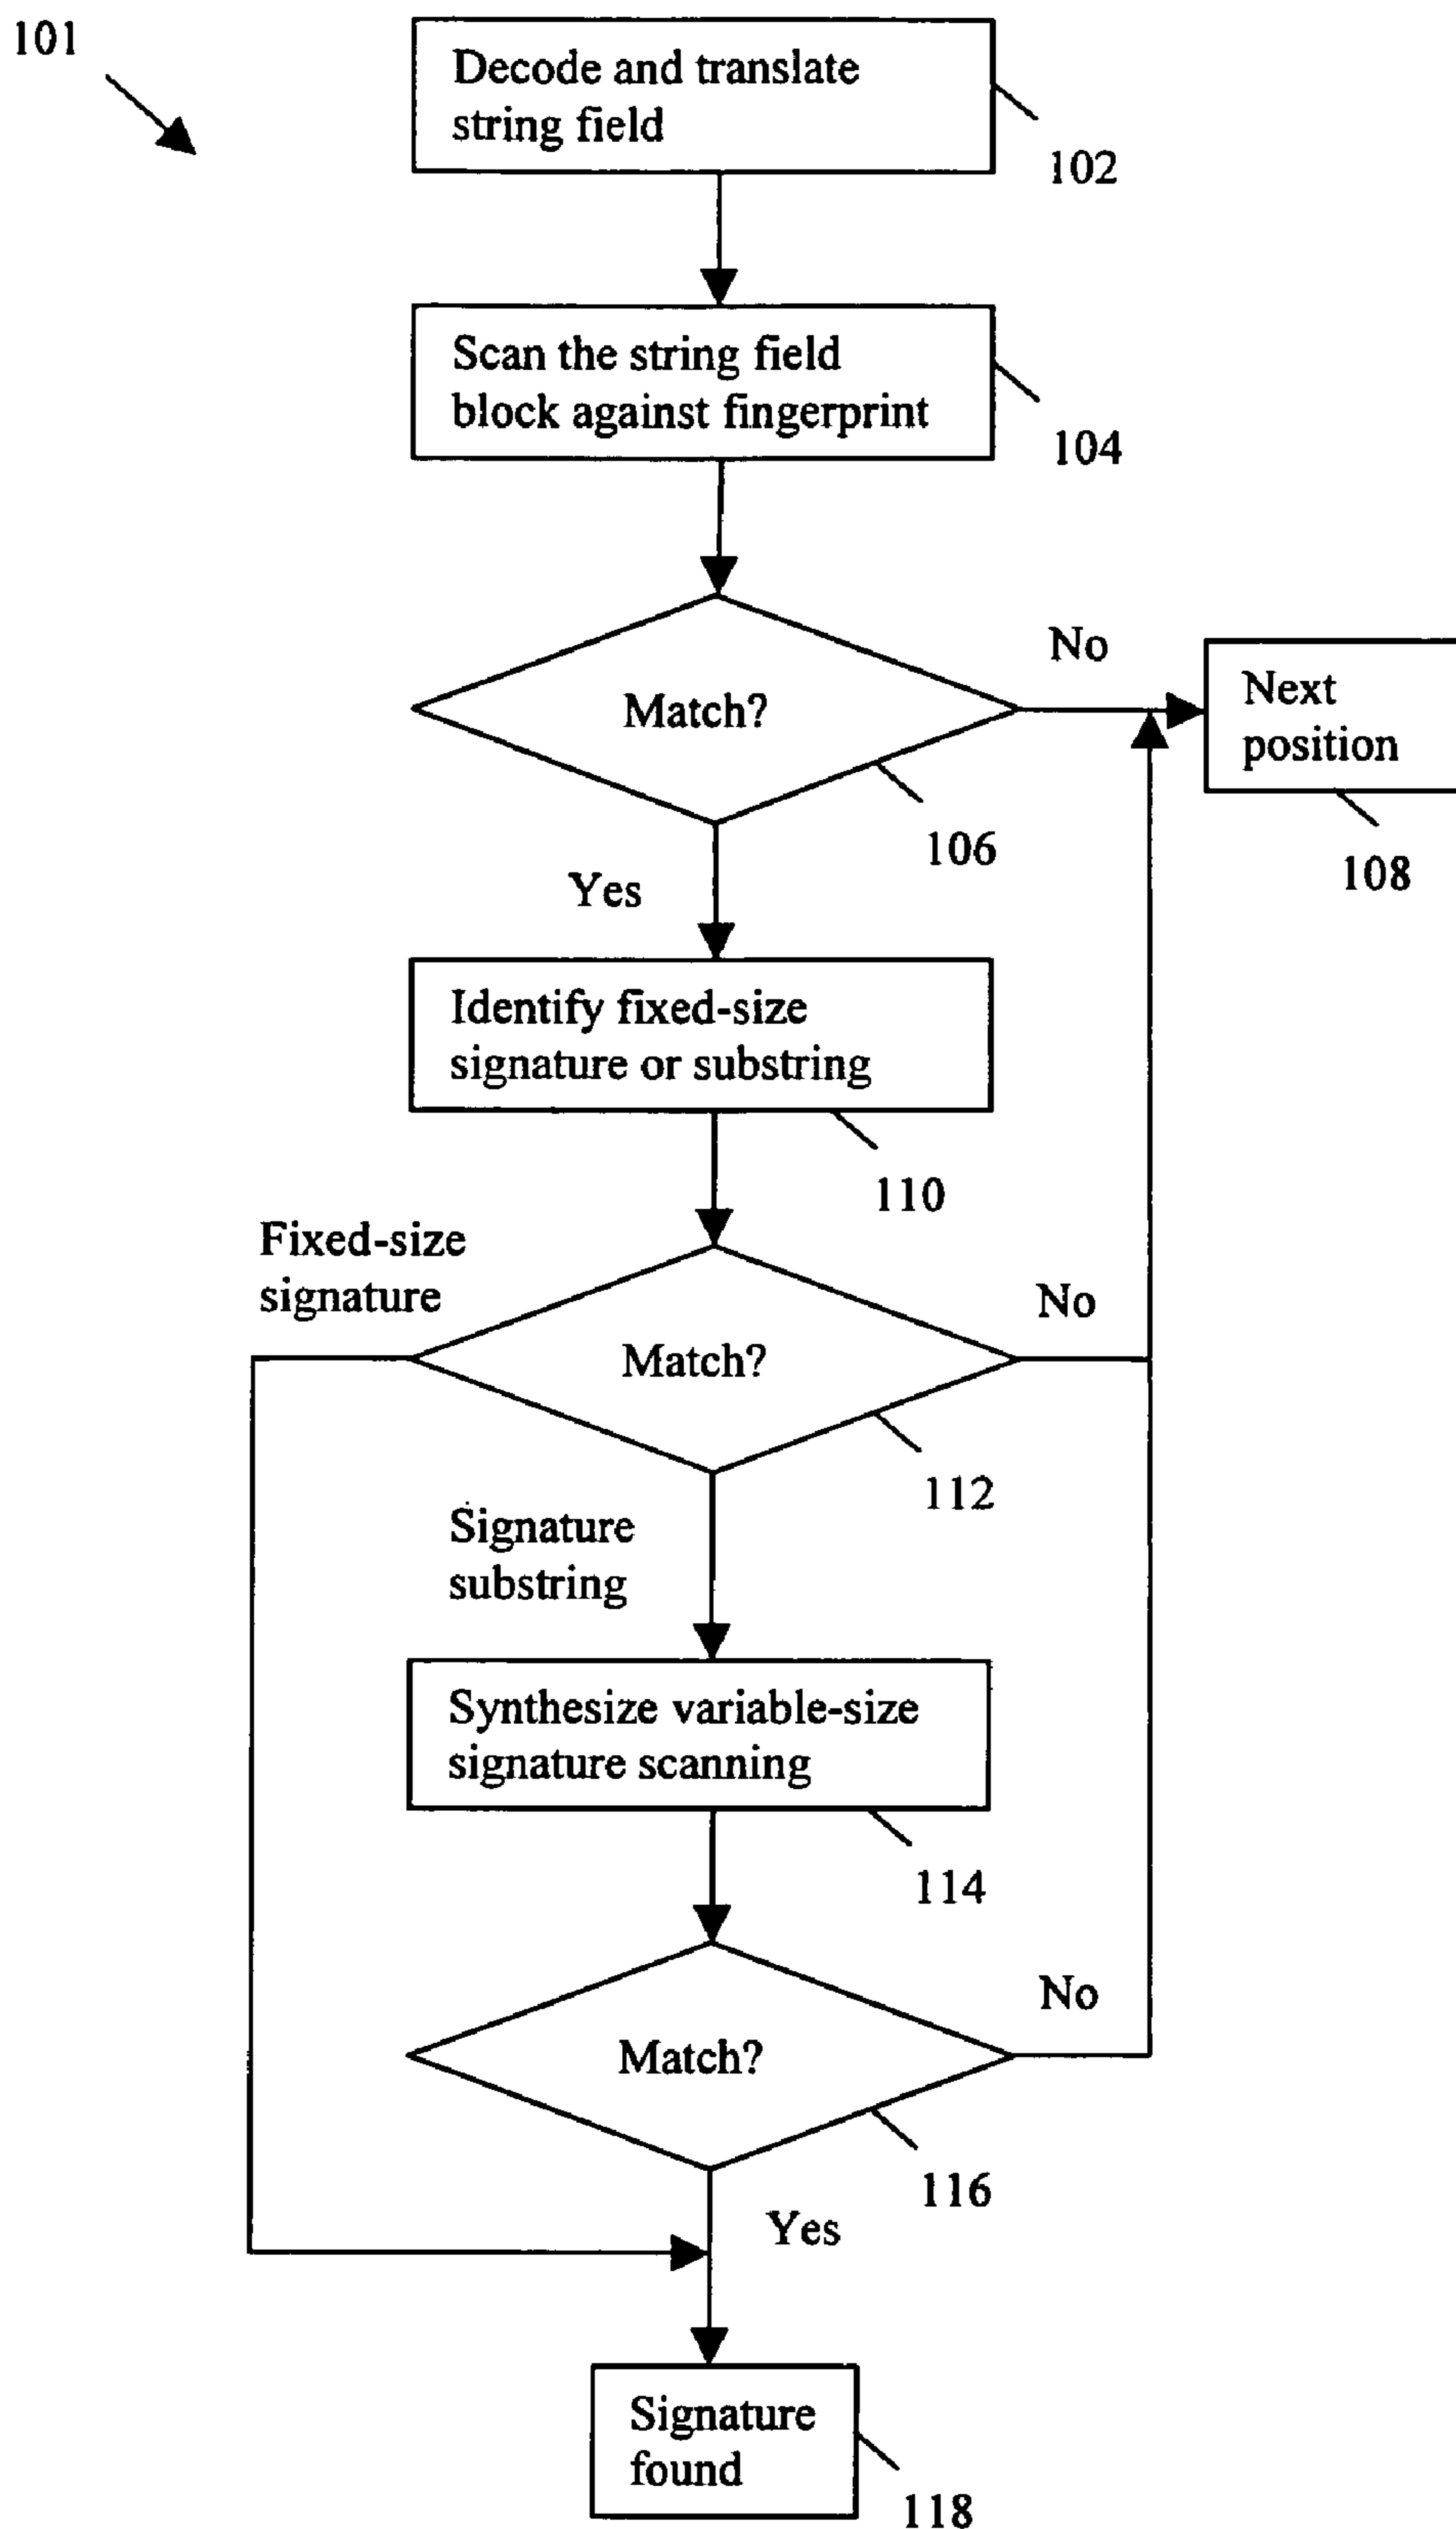 101
Decode and translate
string field
102
Scan the string field
block against fingerprint
104
No
Match?
Next
position
106
108
Yes
Identify fixed-size
signature or substring
110
Fixed-size
signature
No
Match?
112
Signature
substring
Synthesize variable-size
signature scanning
114
No
Match?
116
Yes
Signature
found
118